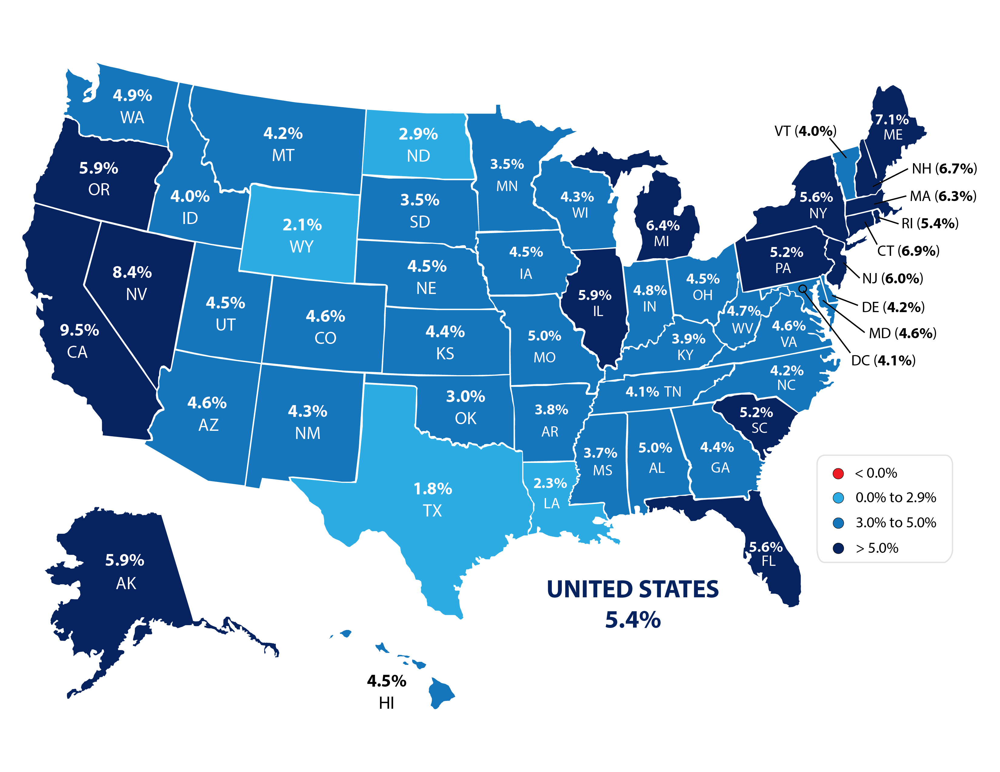 4.9%
WA
5.9%
OR
4.0%
ID
4.2%
MT
2.9%
ND
3.5%
MN
4.3%
WI
6.4%
MI
7.1%
ME
VT (4.0%)
NH (6.7%)
MA (6.3%)
RI (5.4%)
CT (6.9%)
NJ (6.0%)
DE (4.2%)
MD (4.6%)
DC (4.1%)
5.6%
NY
5.2%
PA
2.1%
WY
3.5%
SD
4.5%
NE
4.5%
IA
5.9%
IL
4.8%
IN
4.5%
OH
4.7%
WV
4.6%
VA
3.9%
KY
8.4%
NV
9.5%
CA
4.5%
UT
4.6%
CO
4.4%
KS
5.0%
MO
4.1% TN
4.2%
NC
5.2%
SC
4.6%
AZ
4.3%
NM
3.0%
OK
3.8%
AR
3.7%
MS
5.0%
AL
4.4%
GA
1.8%
TX
2.3%
LA
5.6%
FL
5.9%
AK
4.5%
HI
UNITED STATES
5.4%
< 0.0%
0.0% to 2.9%
3.0% to 5.0%
> 5.0%